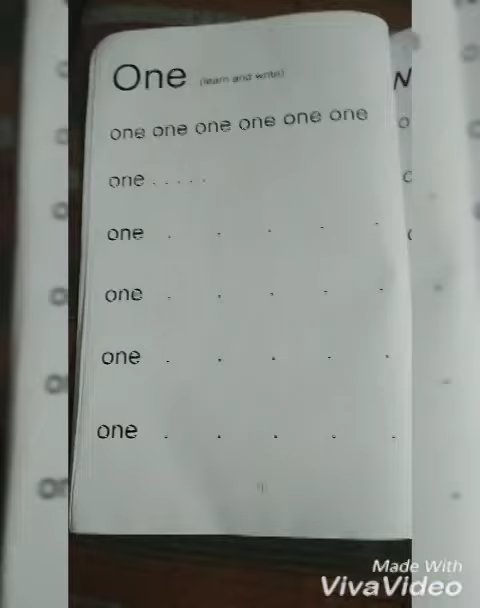 One (learn and write)
one one one one one one
one . . . . .
one . . . . .
one . . . . .
one . . . . .
one . . . . .
Made With
VivaVideo